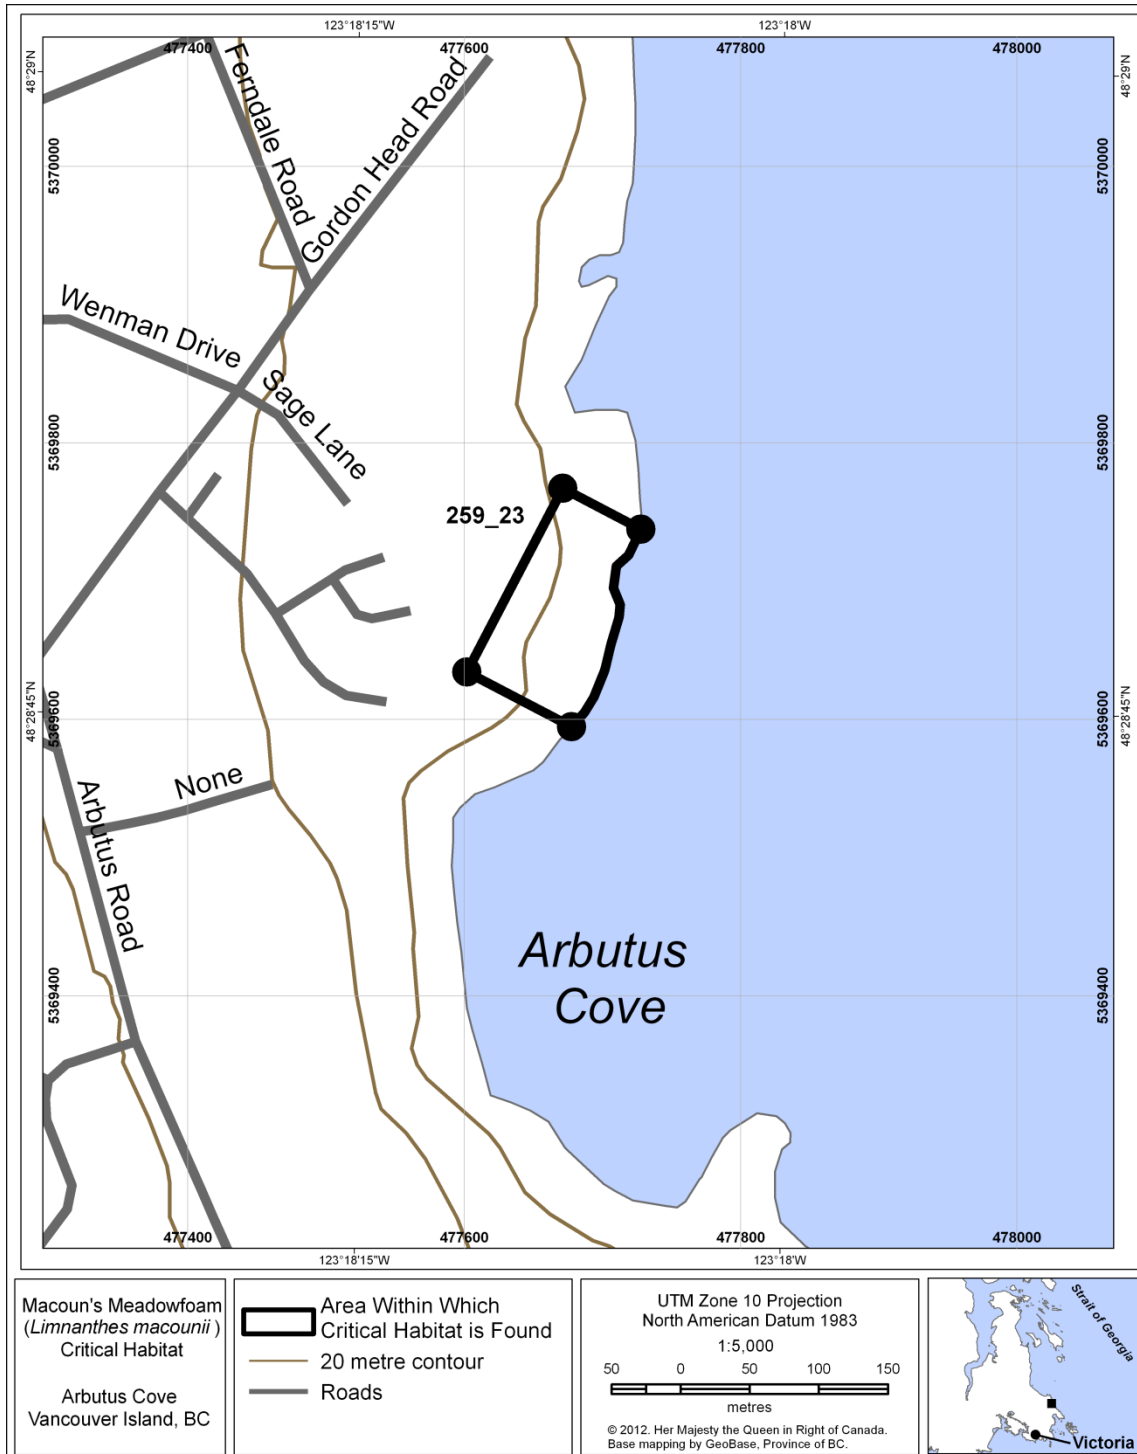 123°18'15"W
123°18'W
477400
477600
477800
478000
48°29'N
48°29'N
Ferndale Road
Gordon Head Road
5370000
5370000
Wenman Drive
Sage Lane
5369800
5369800
259_23
48°28'45"N
48°28'45"N
5369600
5369600
None
Arbutus Road
Arbutus
Cove
5369400
5369400
477400
477600
477800
478000
123°18'15"W
123°18'W
Macoun's Meadowfoam
(Limnanthes macounii )
Critical Habitat
Arbutus Cove
Vancouver Island, BC
Area Within Which
Critical Habitat is Found
20 metre contour
Roads
UTM Zone 10 Projection
North American Datum 1983
1:5,000
50 0 50 100 150
metres
© 2012. Her Majesty the Queen in Right of Canada.
Base mapping by GeoBase, Province of BC.
Strait of Georgia
Victoria